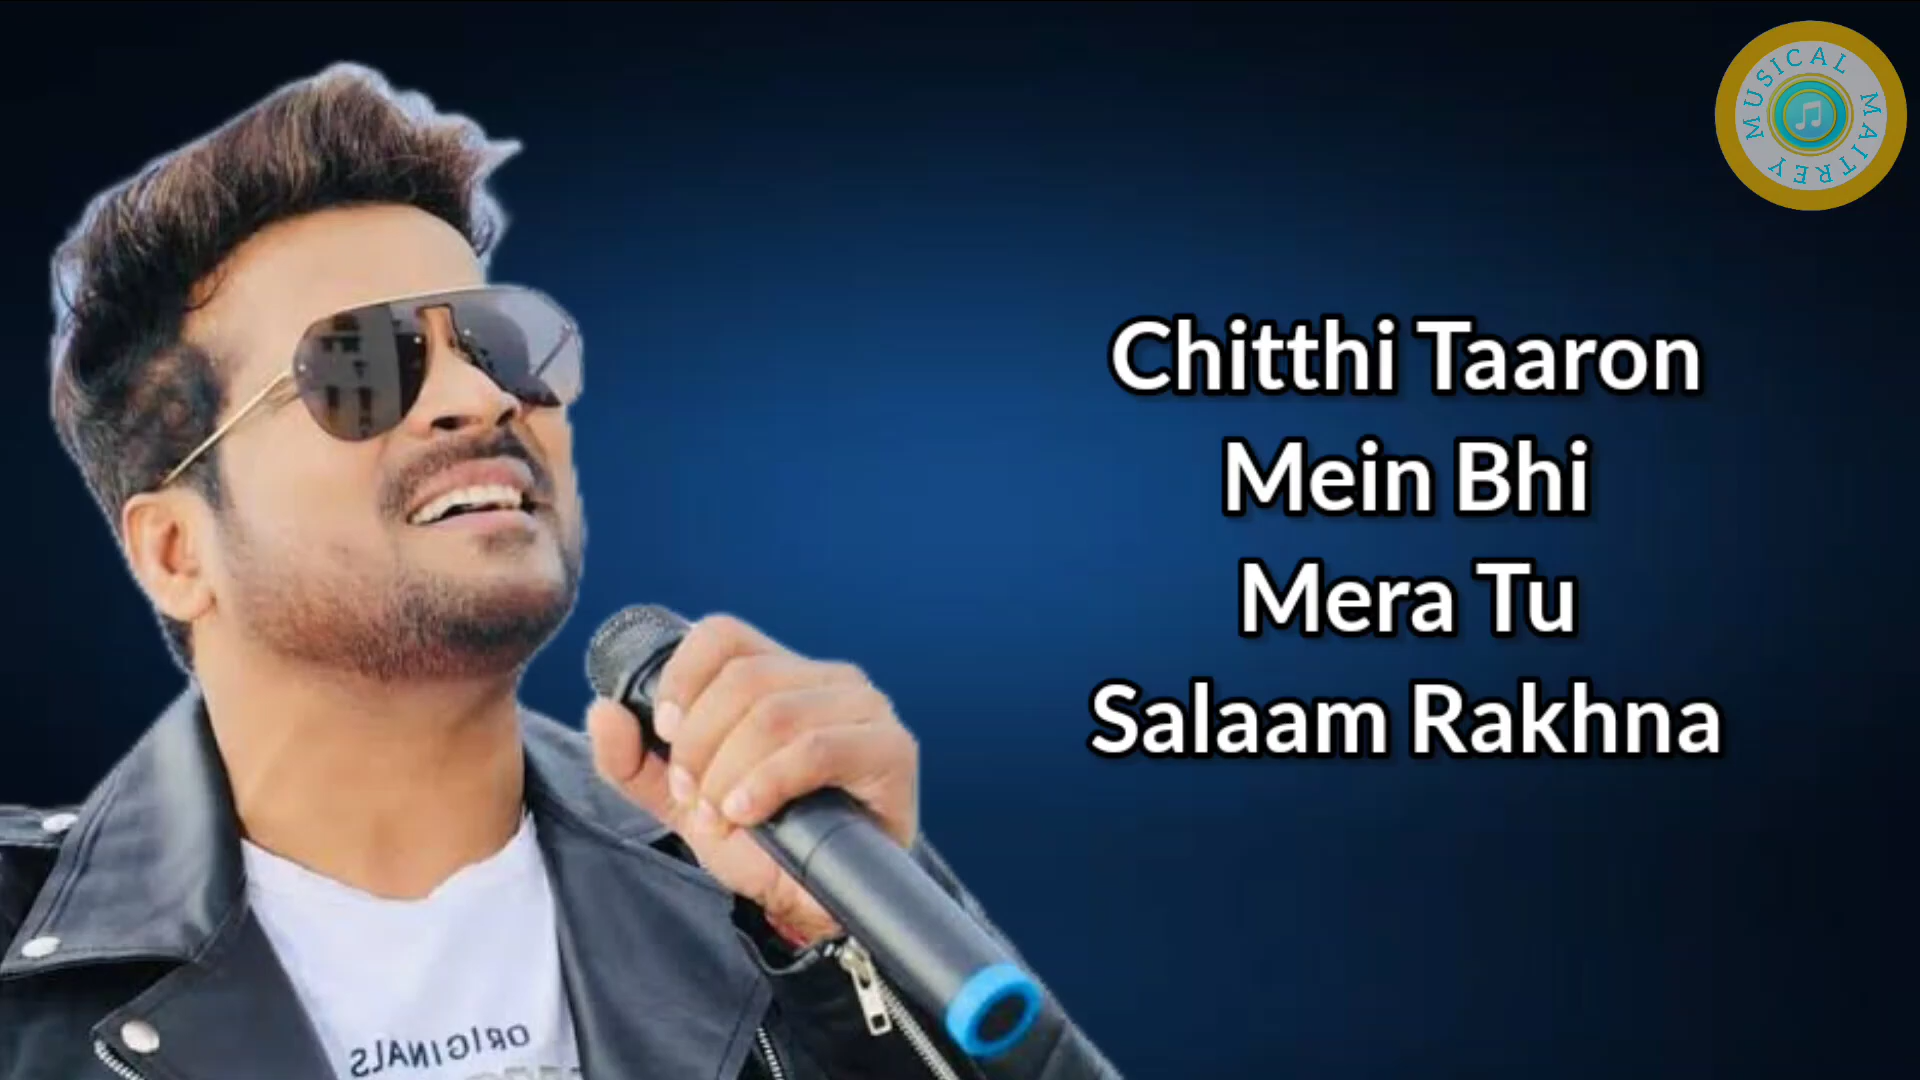 MUSICAL MAITREY
Chitthi Taaron
Mein Bhi
Mera Tu
Salaam Rakhna
ORIGINALS